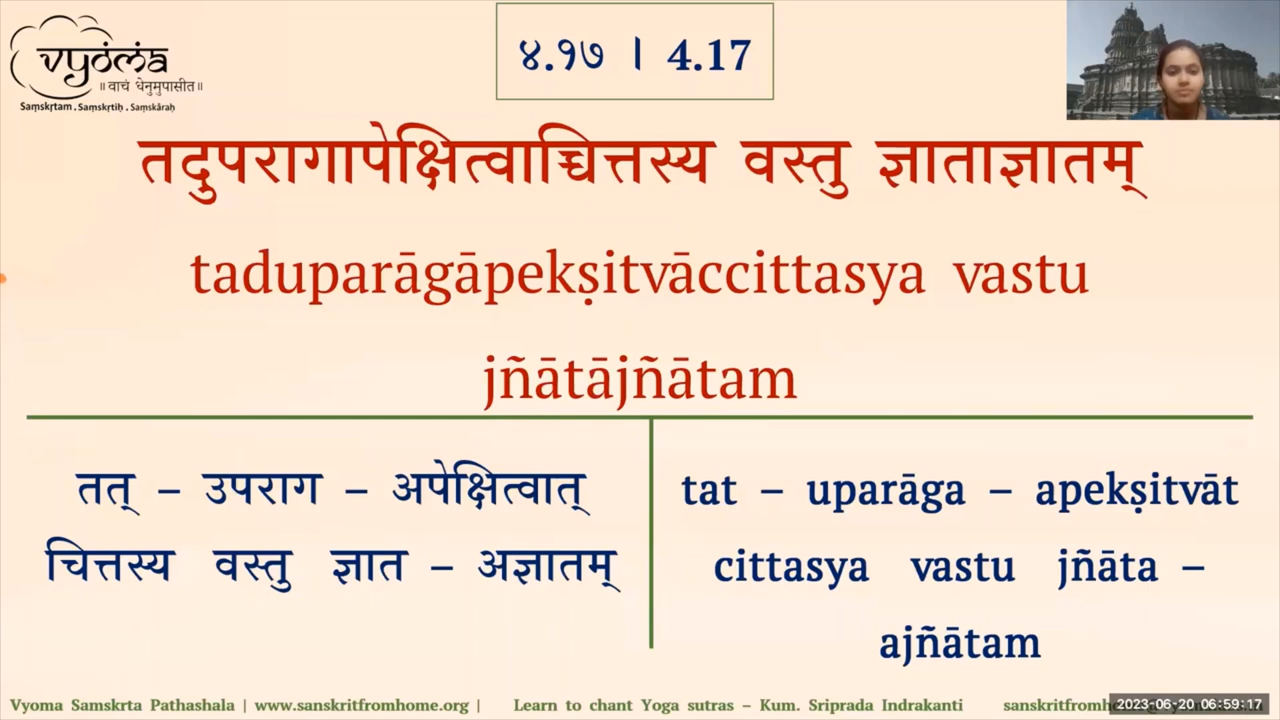 vyoma
॥ वाचं धेनुमुपासीत॥
Saṃskṛtam . Saṃskṛtiḥ . Saṃskāraḥ
४.१७ । 4.17
तदुपरागापेक्षित्वाच्चित्तस्य वस्तु ज्ञाताज्ञातम्
taduparāgāpekṣitvāccittasya vastu
jñātājñātam
तत् – उपराग – अपेक्षित्वात्
चित्तस्य वस्तु ज्ञात – अज्ञातम्
tat – uparāga – apekṣitvāt
cittasya vastu jñāta –
ajñātam
Vyoma Samskrta Pathashala | www.sanskritfromhome.org | Learn to chant Yoga sutras – Kum. Sriprada Indrakanti
2023-06-20 06:59:17